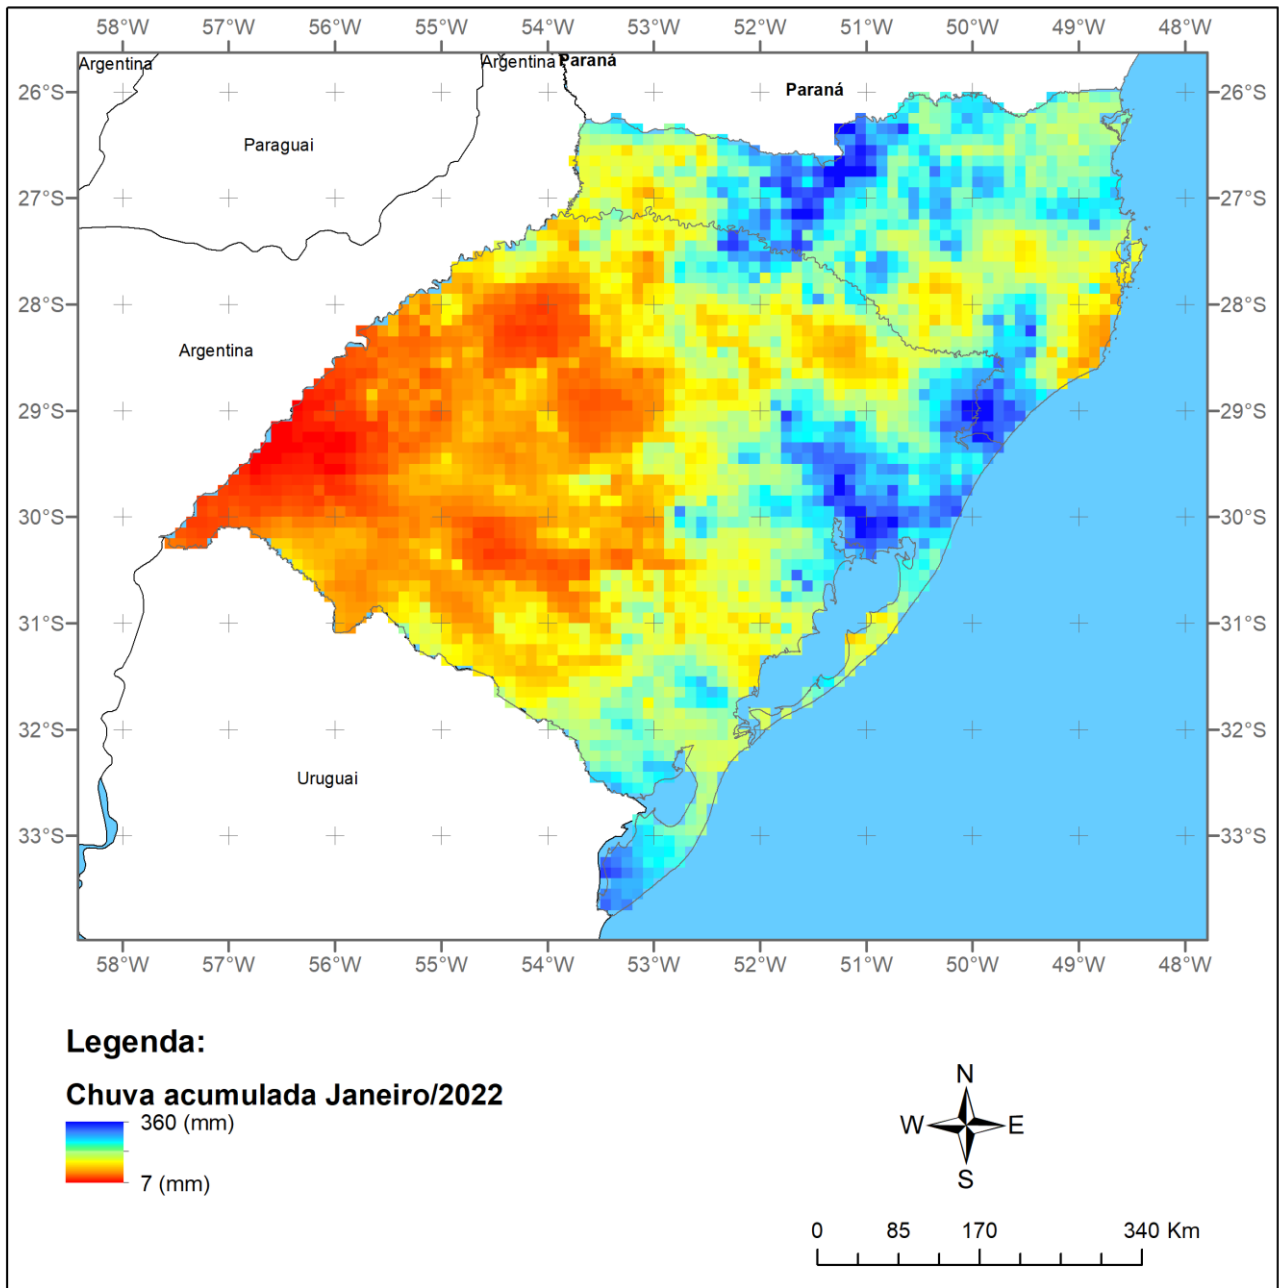 58°W 57°W 56°W 55°W 54°W 53°W 52°W 51°W 50°W 49°W 48°W
Argentina
Argentina
Paraná
Paraná
26°S
26°S
Paraguai
27°S
27°S
28°S
28°S
Argentina
29°S
29°S
30°S
30°S
31°S
31°S
32°S
32°S
Uruguai
33°S
33°S
58°W 57°W 56°W 55°W 54°W 53°W 52°W 51°W 50°W 49°W 48°W
Legenda:
Chuva acumulada Janeiro/2022
360 (mm)
7 (mm)
N
W
E
S
0 85 170 340 Km